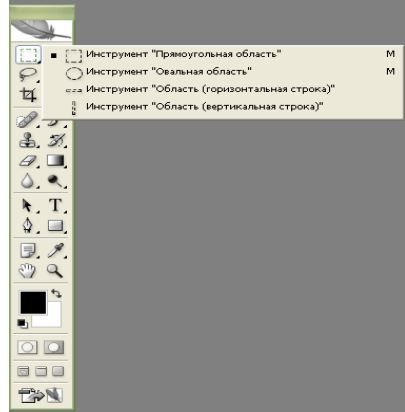 Инструмент "Прямоугольная область" M
Инструмент "Овальная область" M
Инструмент "Область (горизонтальная строка)"
Инструмент "Область (вертикальная строка)"
T